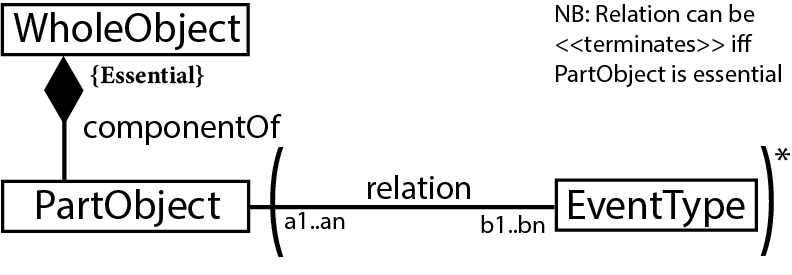 WholeObject
NB: Relation can be
<<terminates>> iff
PartObject is essential
{Essential}
componentOf
PartObject
relation
a1..an
b1..bn
EventType
*